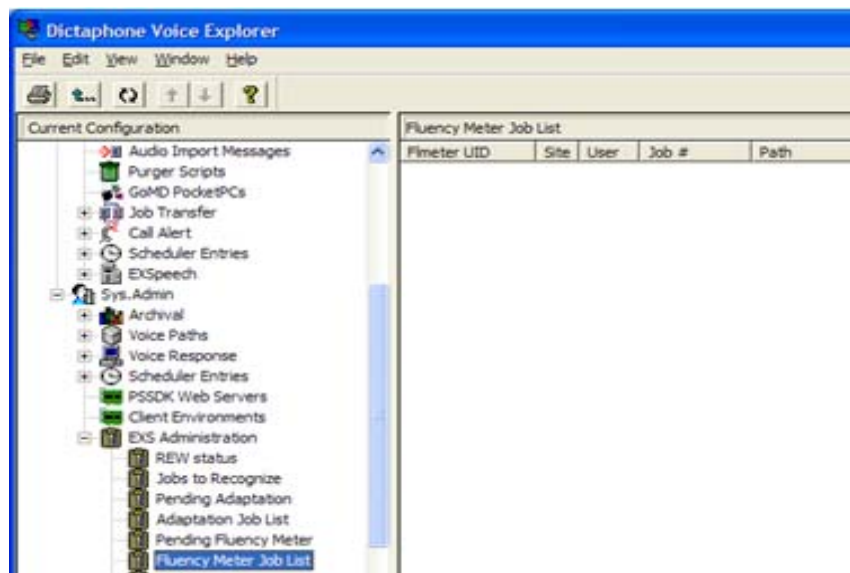 Dictaphone Voice Explorer
File Edit View Window Help
Current Configuration
Audio Import Messages
Purger Scripts
GoMD PocketPCs
Job Transfer
Call Alert
Scheduler Entries
EXSpeech
Sys.Admin
Archival
Voice Paths
Voice Response
Scheduler Entries
PSSDK Web Servers
Client Environments
EXS Administration
REW status
Jobs to Recognize
Pending Adaptation
Adaptation Job List
Pending Fluency Meter
Fluency Meter Job List
Fluency Meter Job List
Flmeter UID Site User Job # Path